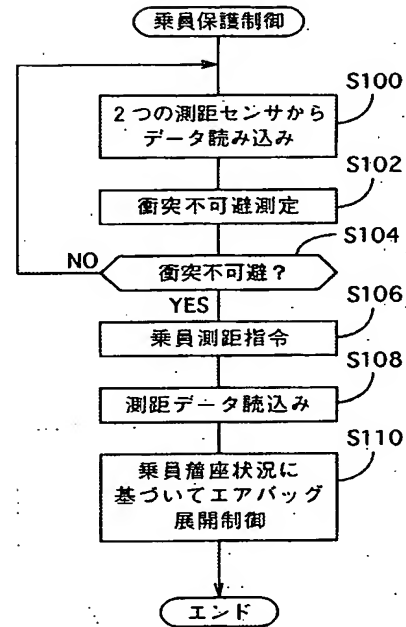 乗員保護制御
S100
2つの測距センサから
データ読み込み
S102
衝突不可避測定
S104
衝突不可避？
NO
YES
S106
乗員測距指令
S108
測距データ読込み
S110
乗員着座状況に
基づいてエアバッグ
展開制御
エンド